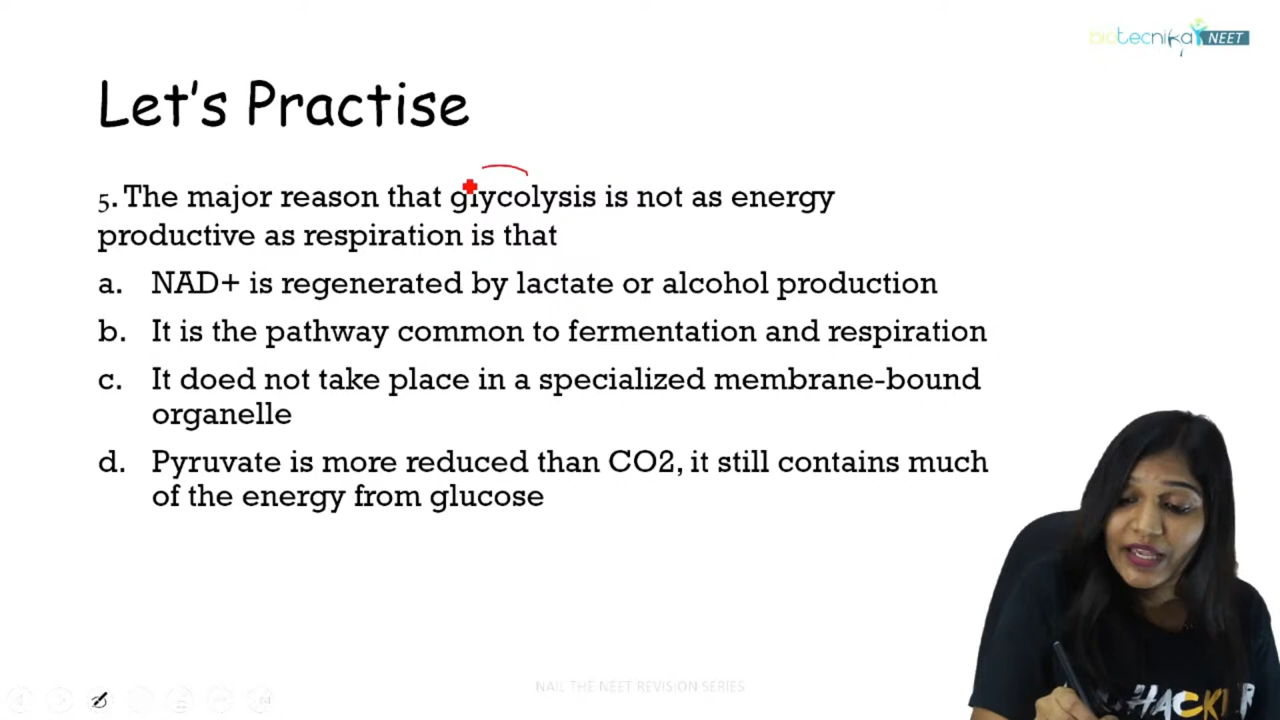 biotecnika NEET
Let's Practise
5. The major reason that glycolysis is not as energy
productive as respiration is that
a. NAD+ is regenerated by lactate or alcohol production
b. It is the pathway common to fermentation and respiration
c. It doed not take place in a specialized membrane-bound
organelle
d. Pyruvate is more reduced than CO2, it still contains much
of the energy from glucose
NAIL THE NEET REVISION SERIES
HACK